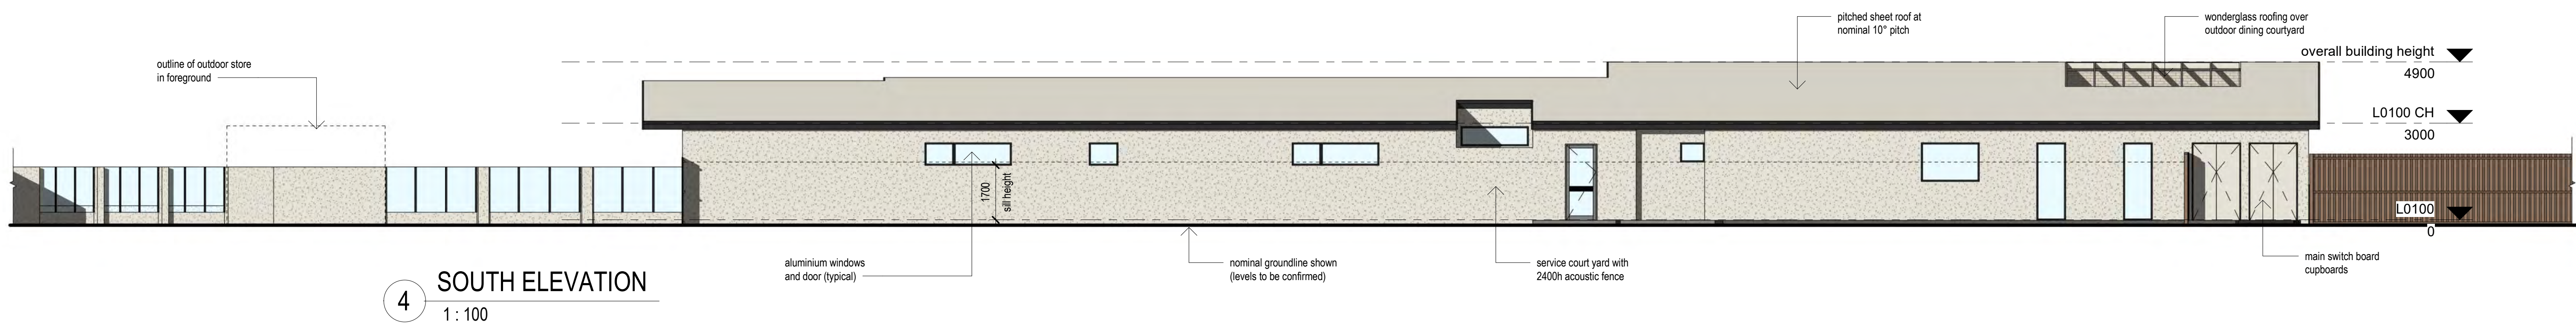 pitched sheet roof at
nominal 10° pitch
wonderglass roofing over
outdoor dining courtyard
overall building height
4900
outline of outdoor store
in foreground
L0100 CH
3000
1700
sill height
L0100
0
aluminium windows
and door (typical)
nominal groundline shown
(levels to be confirmed)
service court yard with
2400h acoustic fence
main switch board
cupboards
4
SOUTH ELEVATION
1 : 100